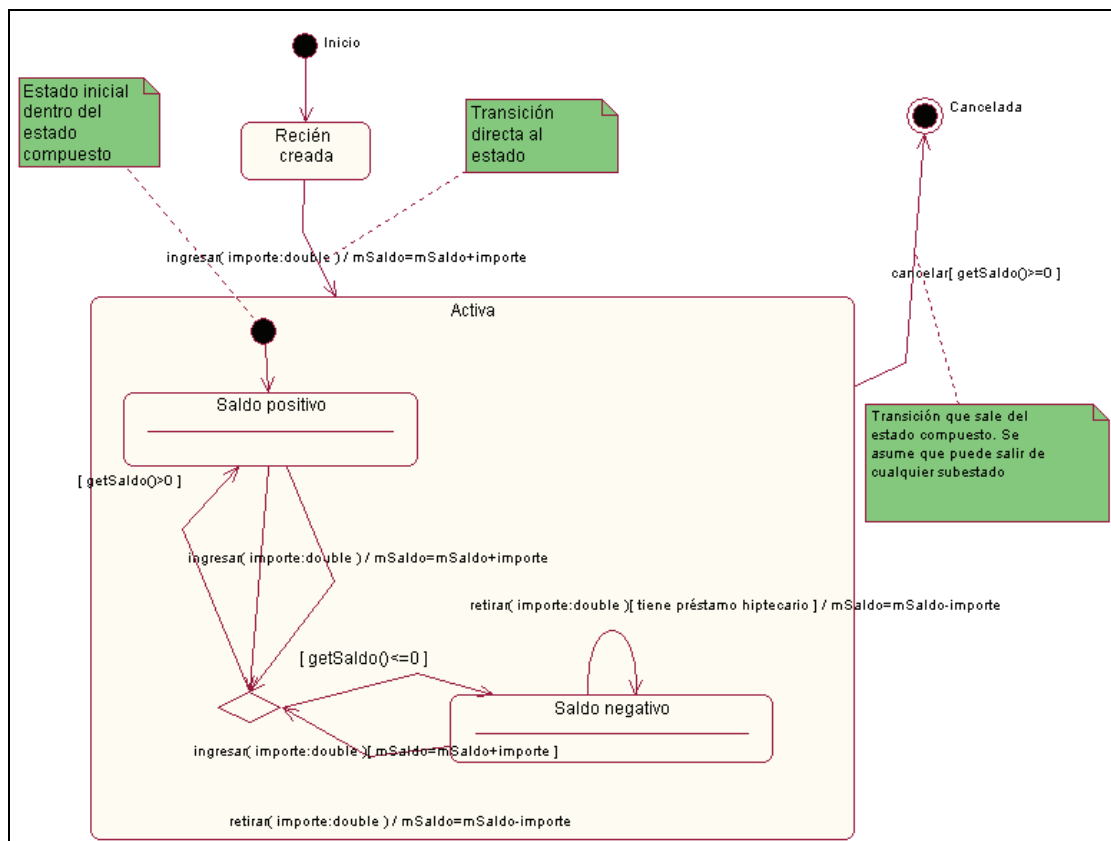 Inicio
Estado inicial
dentro del
estado
compuesto
Transición
directa al
estado
Cancelada
Recién
creada
ingresar( importe:double ) / mSaldo=mSaldo+importe
cancelar[ getSaldo()>=0 ]
Activa
Saldo positivo
Transición que sale del
estado compuesto. Se
asume que puede salir de
cualquier subestado
[ getSaldo()>0 ]
ingresar( importe:double ) / mSaldo=mSaldo+importe
retirar( importe:double )[ tiene préstamo hiptecario ] / mSaldo=mSaldo-importe
[ getSaldo()<=0 ]
Saldo negativo
ingresar( importe:double )[ mSaldo=mSaldo+importe ]
retirar( importe:double ) / mSaldo=mSaldo-importe